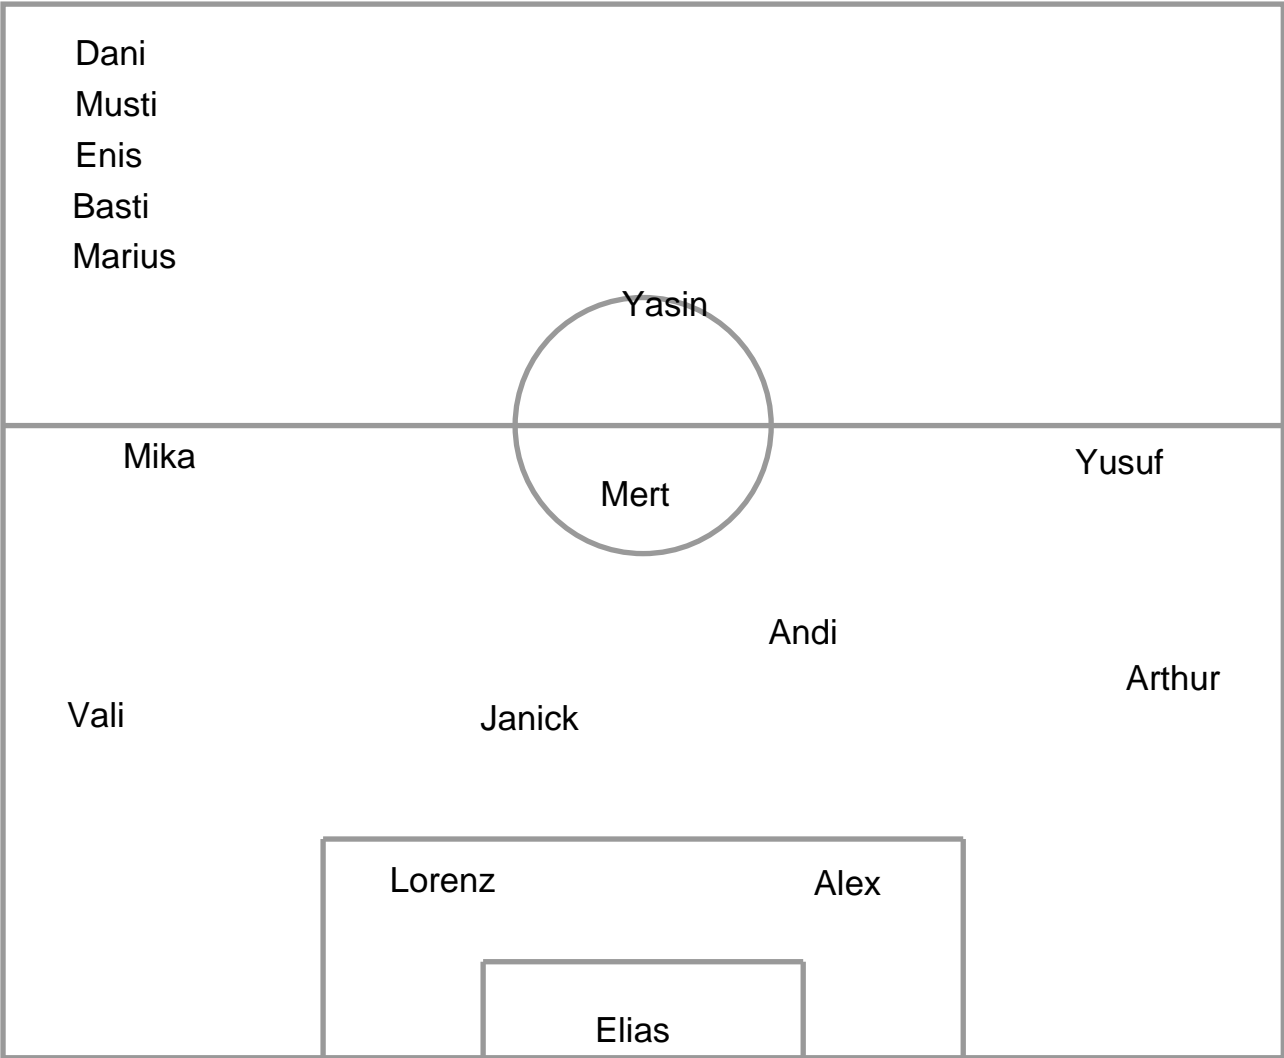 Dani
Musti
Enis
Basti
Marius
Yasin
Mika
Yusuf
Mert
Andi
Arthur
Vali
Janick
Lorenz
Alex
Elias